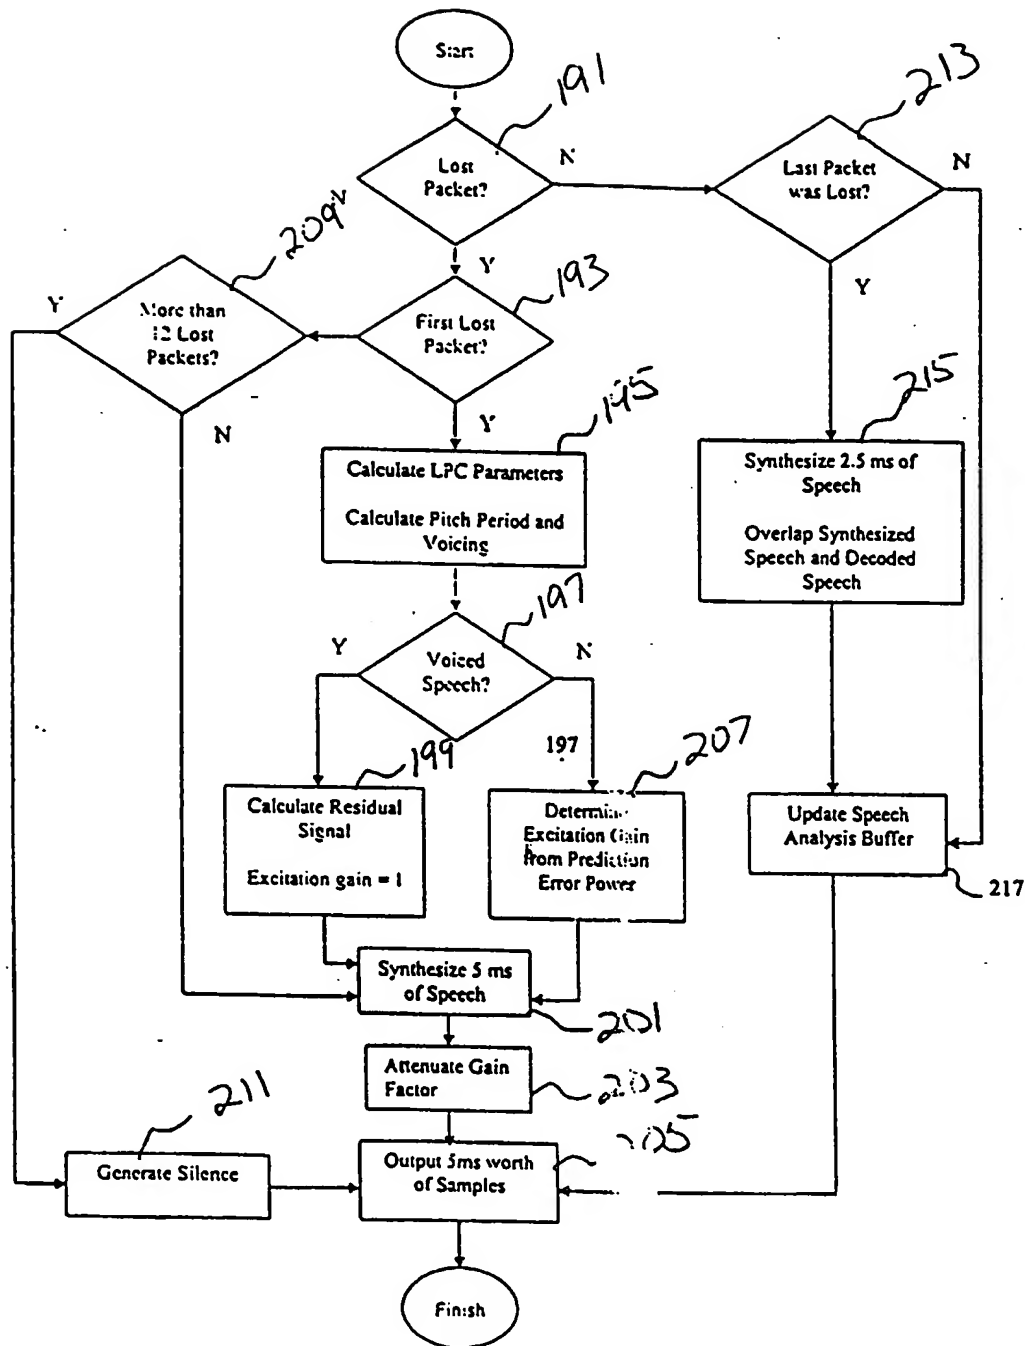 Start
191
213
Lost
Packet?
N
Last Packet
was Lost?
N
209
Y
193
Y
Y
More than
12 Lost
Packets?
First Lost
Packet?
N
Y
195
215
Calculate LPC Parameters
Calculate Pitch Period and
Voicing
Synthesize 2.5 ms of
Speech
Overlap Synthesized
Speech and Decoded
Speech
197
Y
Voiced
Speech?
N
199
197
207
Calculate Residual
Signal
Excitation gain = 1
Determine
Excitation Gain
from Prediction
Error Power
Update Speech
Analysis Buffer
217
Synthesize 5 ms
of Speech
201
Attenuate Gain
Factor
203
211
205
Generate Silence
Output 5ms worth
of Samples
Finish